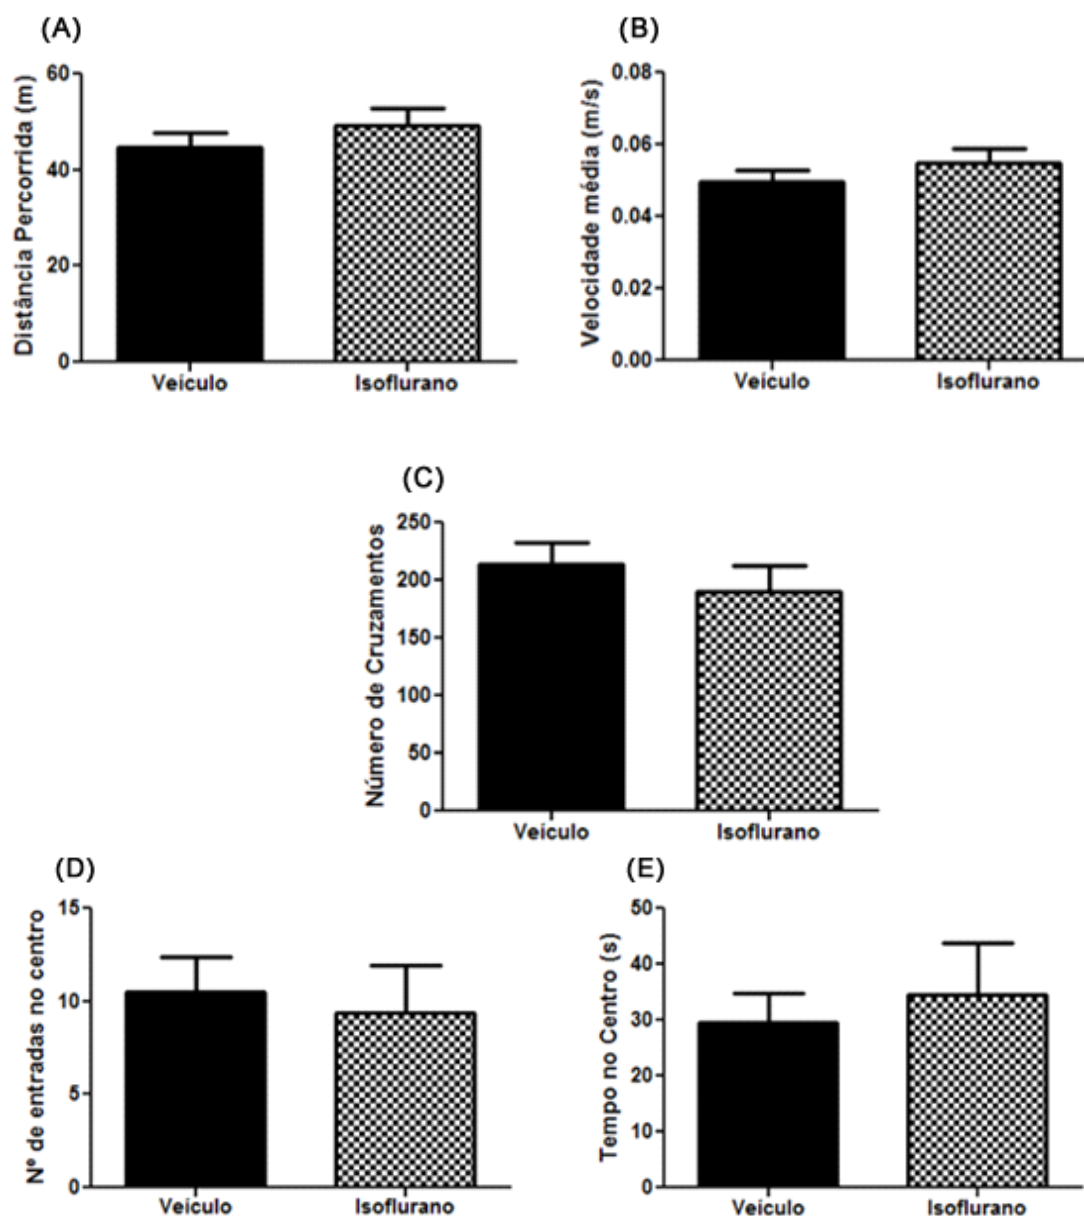 (A)
Distância Percorrida (m)
60
40
20
0
Veículo Isoflurano
(B)
Velocidade média (m/s)
0.08
0.06
0.04
0.02
0.00
Veículo Isoflurano
(C)
Número de Cruzamentos
250
200
150
100
50
0
Veículo Isoflurano
(D)
Nº de entradas no centro
15
10
5
0
Veículo Isoflurano
(E)
Tempo no Centro (s)
50
40
30
20
10
0
Veículo Isoflurano